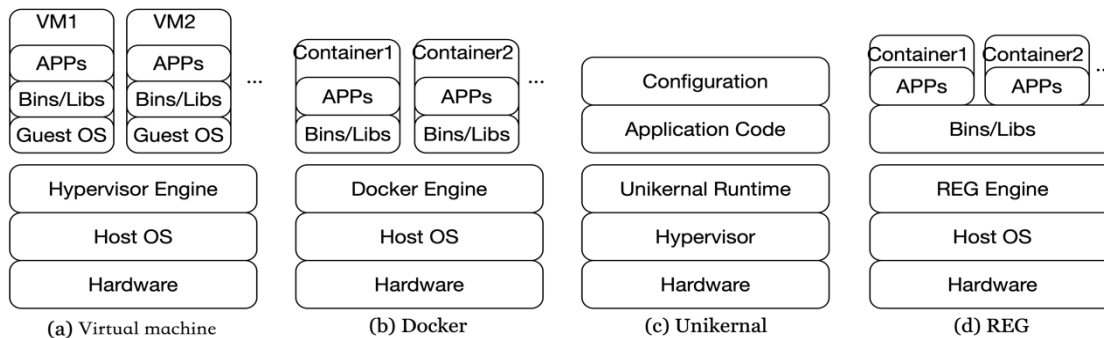 VM1
APPs
Bins/Libs
Guest OS
VM2
APPs
Bins/Libs
Guest OS
...
Hypervisor Engine
Host OS
Hardware
(a) Virtual machine
Container1
APPs
Bins/Libs
Container2
APPs
Bins/Libs
...
Docker Engine
Host OS
Hardware
(b) Docker
Configuration
Application Code
Unikernal Runtime
Hypervisor
Hardware
(c) Unikernal
Container1
APPs
Container2
APPs
...
Bins/Libs
REG Engine
Host OS
Hardware
(d) REG